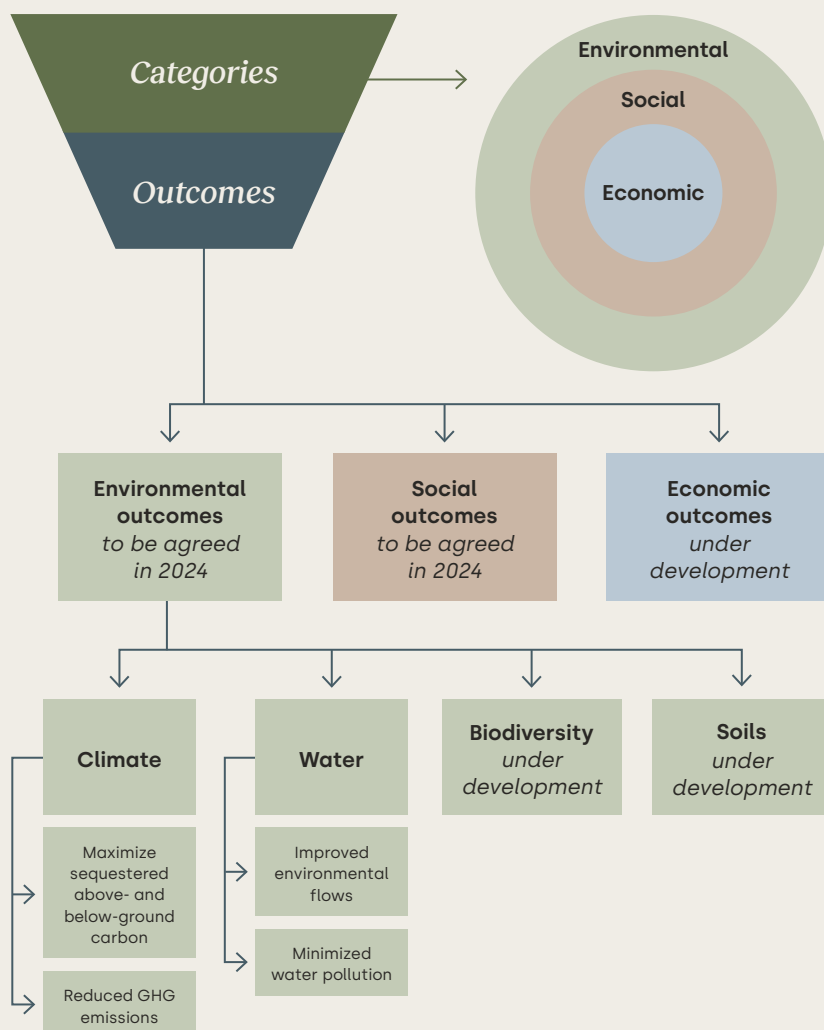 Categories
Outcomes
Environmental
Social
Economic
Environmental
outcomes
to be agreed
in 2024
Social
outcomes
to be agreed
in 2024
Economic
outcomes
under
development
Climate
Maximize
sequestered
above- and
below-ground
carbon
Reduced GHG
emissions
Water
Improved
environmental
flows
Minimized
water pollution
Biodiversity
under
development
Soils
under
development